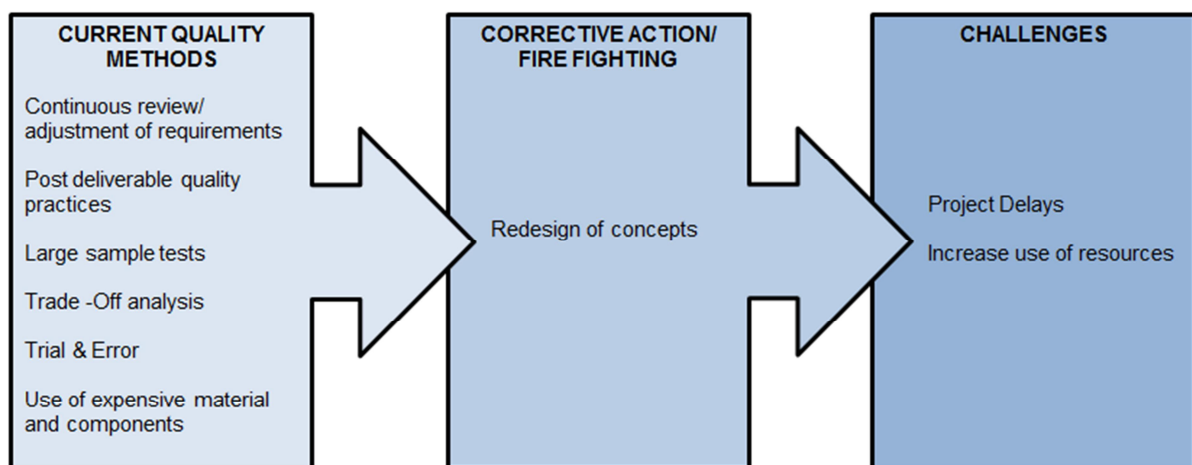 CURRENT QUALITY
METHODS
Continuous review/
adjustment of requirements
Post deliverable quality
practices
Large sample tests
Trade -Off analysis
Trial & Error
Use of expensive material
and components
CORRECTIVE ACTION/
FIRE FIGHTING
Redesign of concepts
CHALLENGES
Project Delays
Increase use of resources